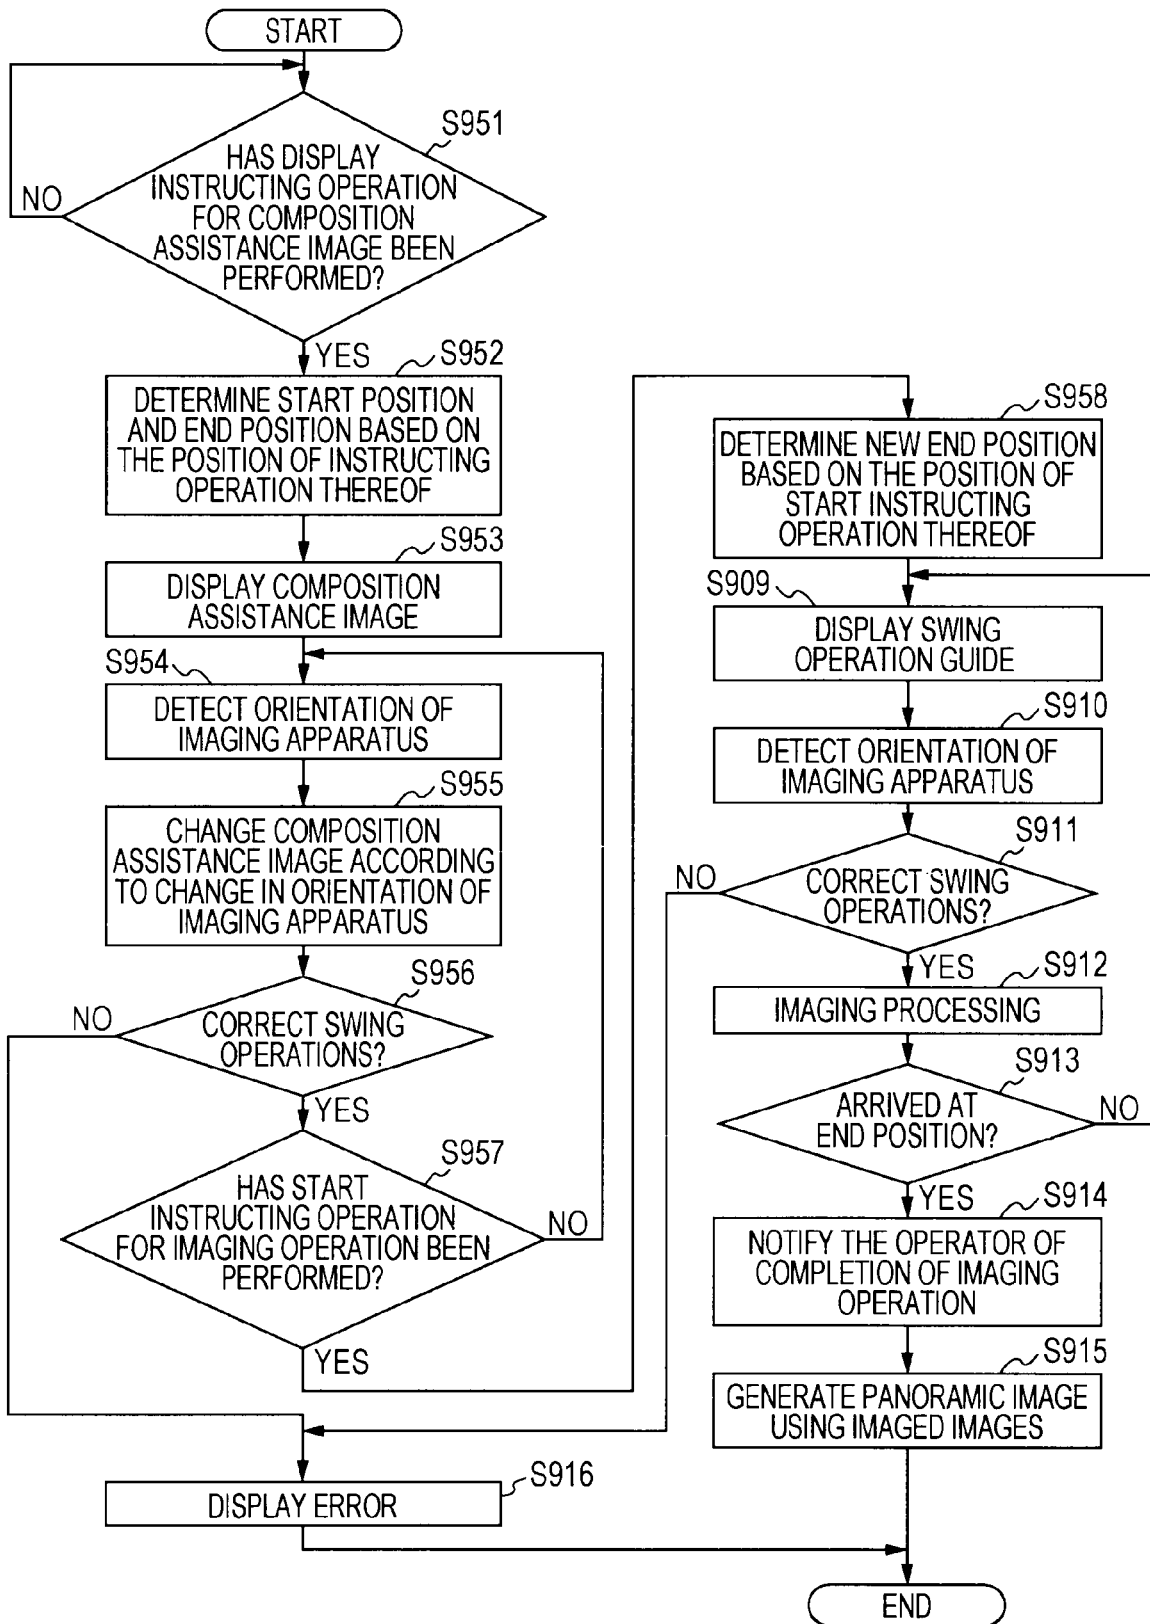 START
S951
HAS DISPLAY
INSTRUCTING OPERATION
FOR COMPOSITION
ASSISTANCE IMAGE BEEN
PERFORMED?
NO
YES
S952
DETERMINE START POSITION
AND END POSITION BASED ON
THE POSITION OF INSTRUCTING
OPERATION THEREOF
S953
DISPLAY COMPOSITION
ASSISTANCE IMAGE
S954
DETECT ORIENTATION OF
IMAGING APPARATUS
S955
CHANGE COMPOSITION
ASSISTANCE IMAGE ACCORDING
TO CHANGE IN ORIENTATION OF
IMAGING APPARATUS
S956
NO
CORRECT SWING
OPERATIONS?
YES
S957
HAS START
INSTRUCTING OPERATION
FOR IMAGING OPERATION BEEN
PERFORMED?
NO
YES
S958
DETERMINE NEW END POSITION
BASED ON THE POSITION OF
START INSTRUCTING
OPERATION THEREOF
S909
DISPLAY SWING
OPERATION GUIDE
S910
DETECT ORIENTATION OF
IMAGING APPARATUS
S911
NO
CORRECT SWING
OPERATIONS?
YES
S912
IMAGING PROCESSING
S913
ARRIVED AT
END POSITION?
NO
YES
S914
NOTIFY THE OPERATOR OF
COMPLETION OF IMAGING
OPERATION
S915
GENERATE PANORAMIC IMAGE
USING IMAGED IMAGES
S916
DISPLAY ERROR
END